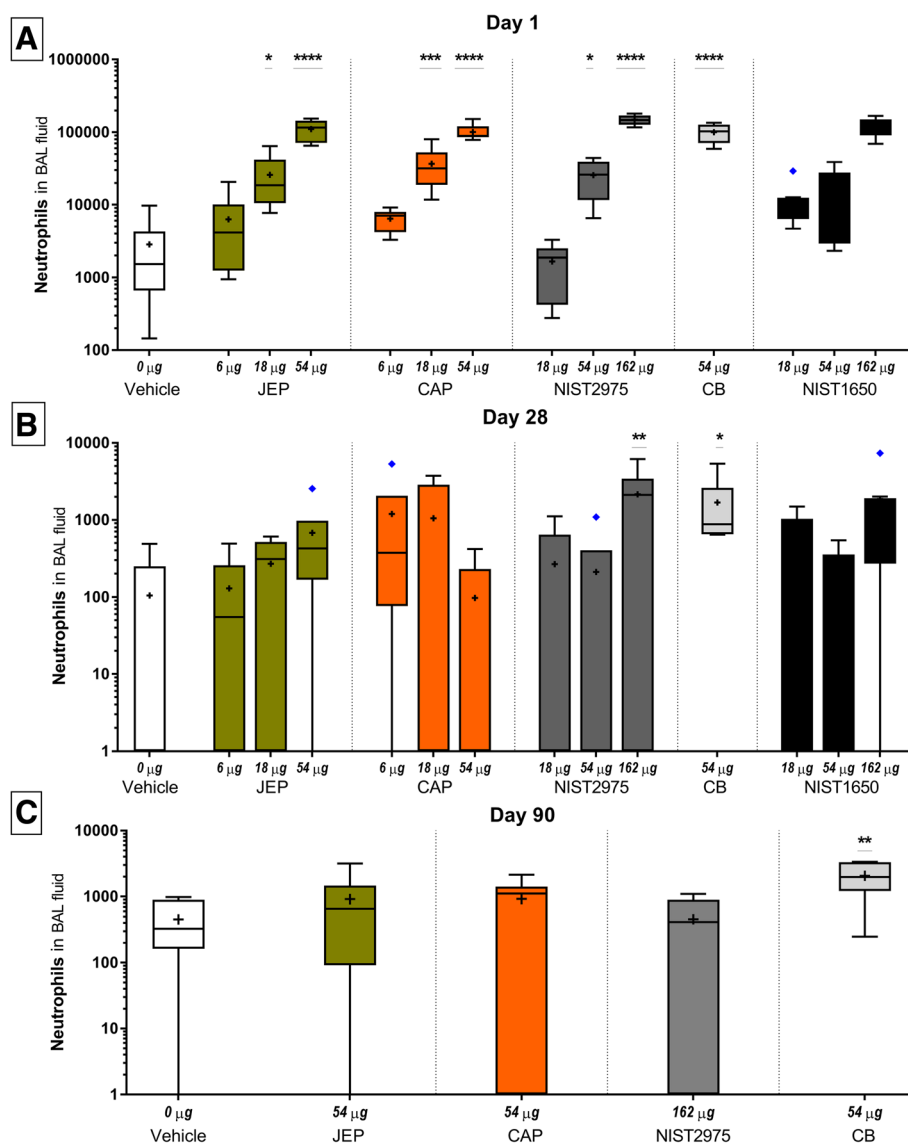 A
Day 1
* **** *** **** * **** ****
Neutrophils in BAL fluid
1000000
100000
10000
1000
100
0 µg 6 µg 18 µg 54 µg 6 µg 18 µg 54 µg 18 µg 54 µg 162 µg 54 µg 18 µg 54 µg 162 µg
Vehicle JEP CAP NIST2975 CB NIST1650
B
Day 28
** *
Neutrophils in BAL fluid
10000
1000
100
10
1
0 µg 6 µg 18 µg 54 µg 6 µg 18 µg 54 µg 18 µg 54 µg 162 µg 54 µg 18 µg 54 µg 162 µg
Vehicle JEP CAP NIST2975 CB NIST1650
C
Day 90
**
Neutrophils in BAL fluid
10000
1000
100
10
1
0 µg 54 µg 54 µg 162 µg 54 µg
Vehicle JEP CAP NIST2975 CB